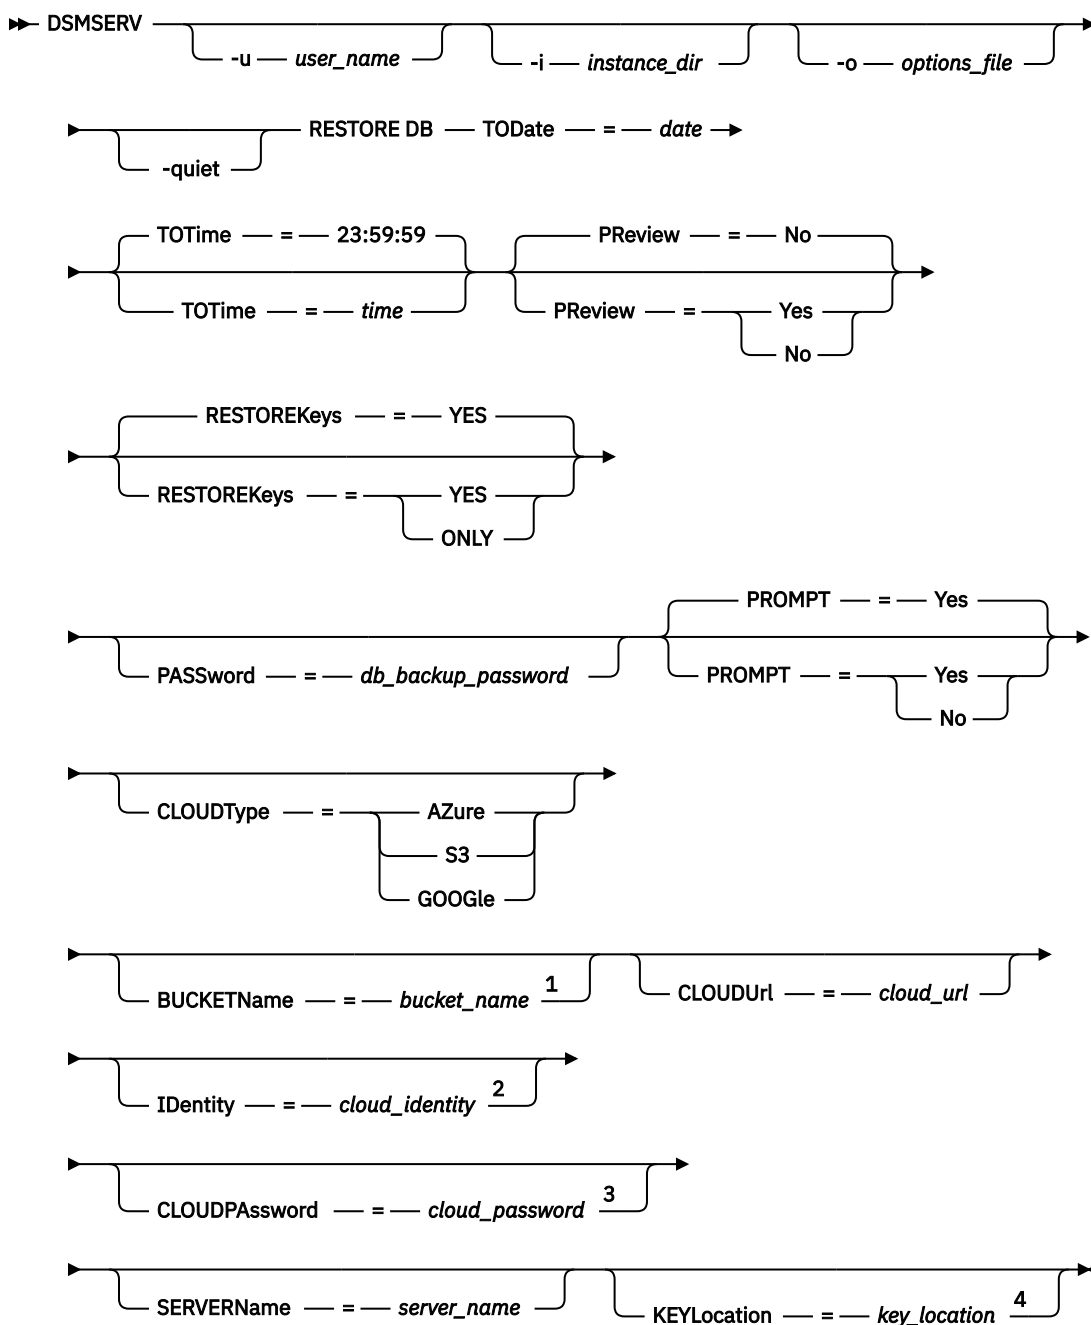 DSMSERV
-u user_name -i instance_dir -o options_file
RESTORE DB TODate = date
-quiet
TOTime = 23:59:59 PReview = No
TOTime = time PReview = Yes
No
RESTOREKeys = YES
RESTOREKeys = YES
ONLY
PROMPT = Yes
PASSword = db_backup_password PROMPT = Yes
No
CLOUDType = AZure
S3
GOOGle
BUCKETName = bucket_name 1 CLOUDUrl = cloud_url
IDentity = cloud_identity 2
CLOUDPAssword = cloud_password 3
SERVERName = server_name KEYLocation = key_location 4